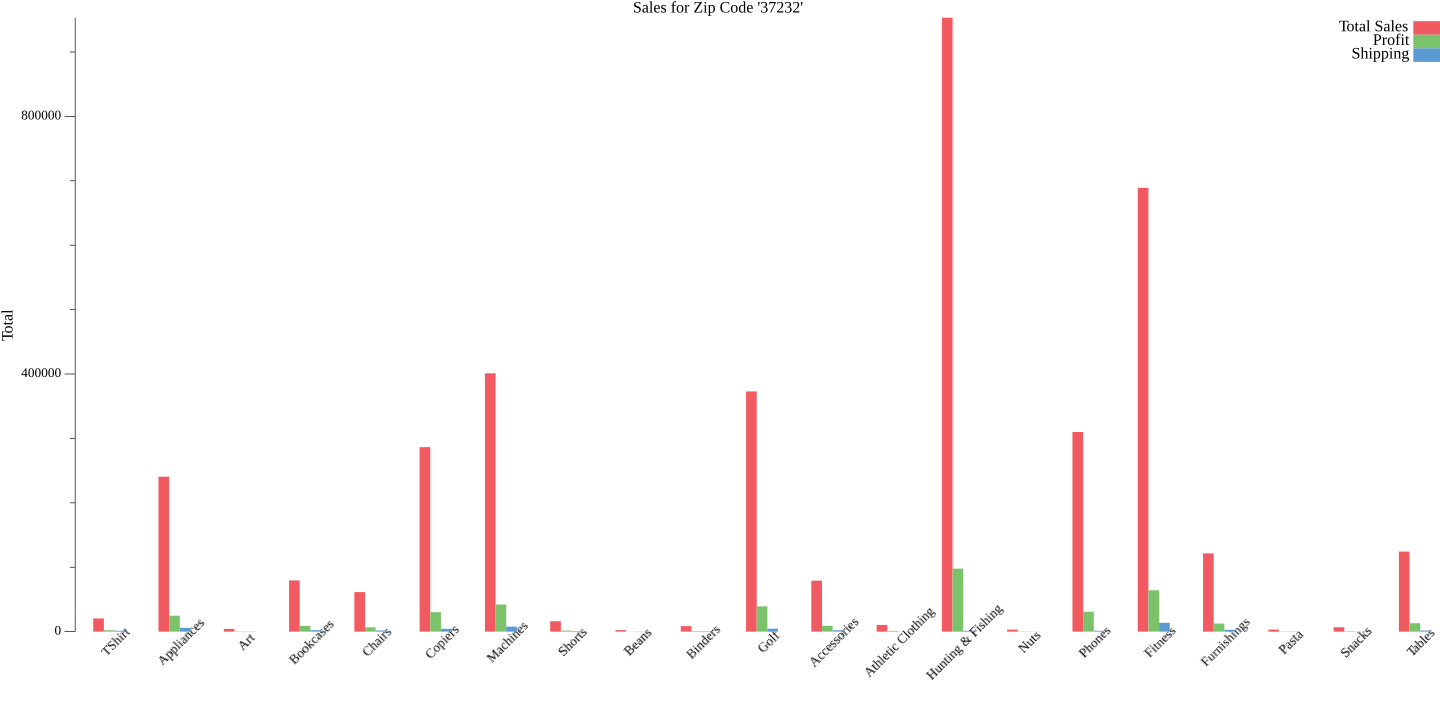 Sales for Zip Code '37232'
Total Sales
Profit
Shipping
Total
800000
400000
0
TShirt
Appliances
Art
Bookcases
Chairs
Copiers
Machines
Shorts
Beans
Binders
Golf
Accessories
Athletic Clothing
Hunting & Fishing
Nuts
Phones
Fitness
Furnishings
Pasta
Snacks
Tables